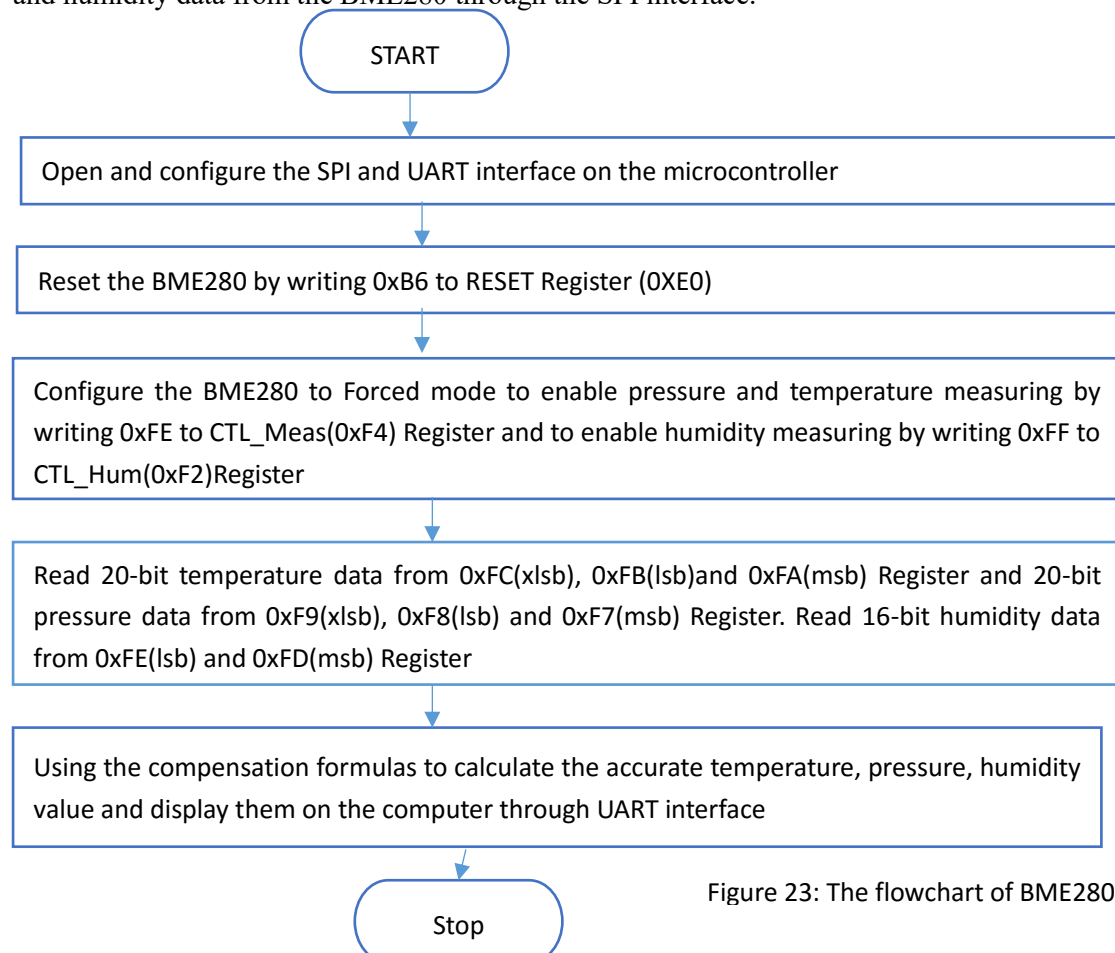 and humidity data from the BME280 through the SPI interface.
START
Open and configure the SPI and UART interface on the microcontroller
Reset the BME280 by writing 0xB6 to RESET Register (0XE0)
Configure the BME280 to Forced mode to enable pressure and temperature measuring by
writing 0xFE to CTL_Meas(0xF4) Register and to enable humidity measuring by writing 0xFF to
CTL_Hum(0xF2)Register
Read 20-bit temperature data from 0xFC(xlsb), 0xFB(lsb)and 0xFA(msb) Register and 20-bit
pressure data from 0xF9(xlsb), 0xF8(lsb) and 0xF7(msb) Register. Read 16-bit humidity data
from 0xFE(lsb) and 0xFD(msb) Register
Using the compensation formulas to calculate the accurate temperature, pressure, humidity
value and display them on the computer through UART interface
Figure 23: The flowchart of BME280
Stop